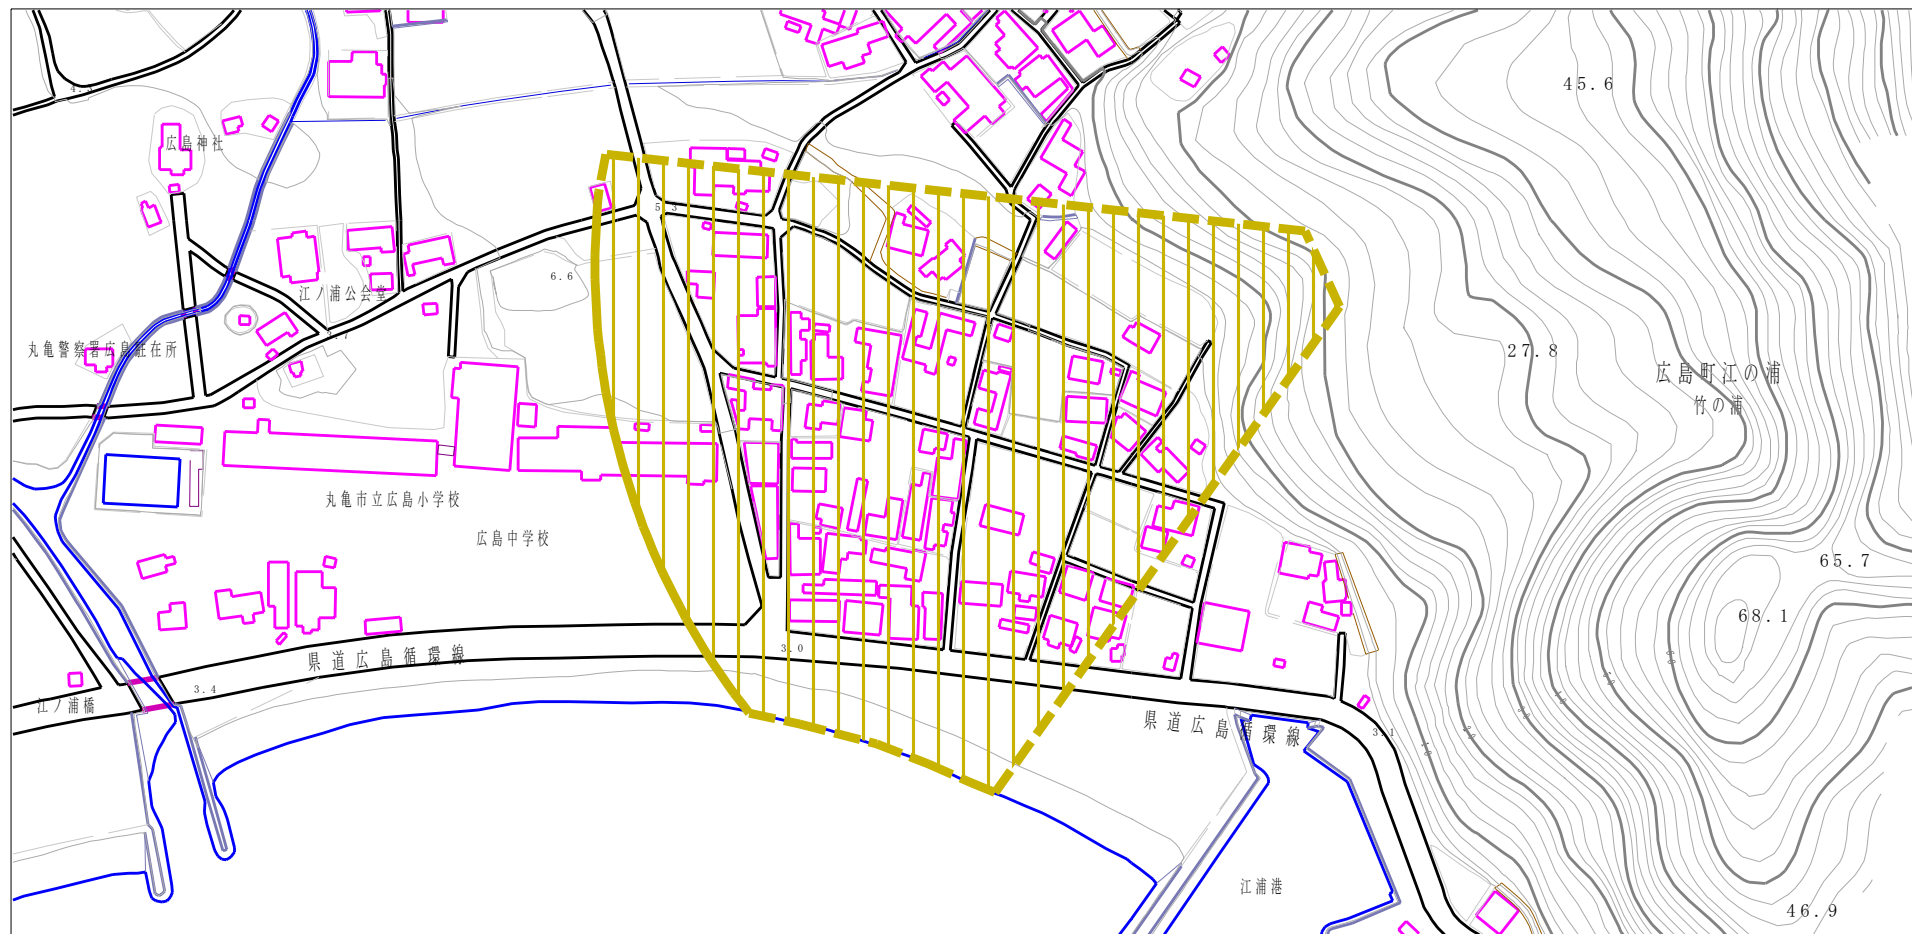 45.6
広島神社
5.3
6.6
江ノ浦公会堂
丸亀警察署広島駐在所
27.8
広島町江の浦
竹の浦
丸亀市立広島小学校
広島中学校
65.7
68.1
県道広島循環線
3.0
3.4
江ノ浦橋
県道広島循環線
3.1
江浦港
46.9